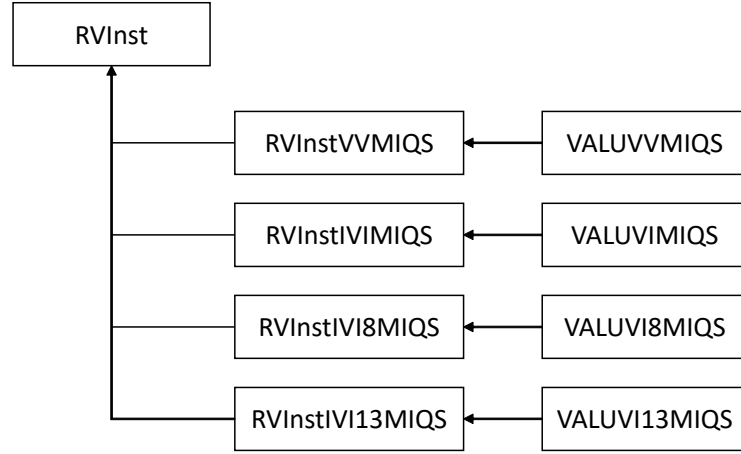 RVInst
RVInstVVMIQS
VALUVVMIQS
RVInstIVIMIQS
VALUVIMIQS
RVInstIVI8MIQS
VALUVI8MIQS
RVInstIVI13MIQS
VALUVI13MIQS